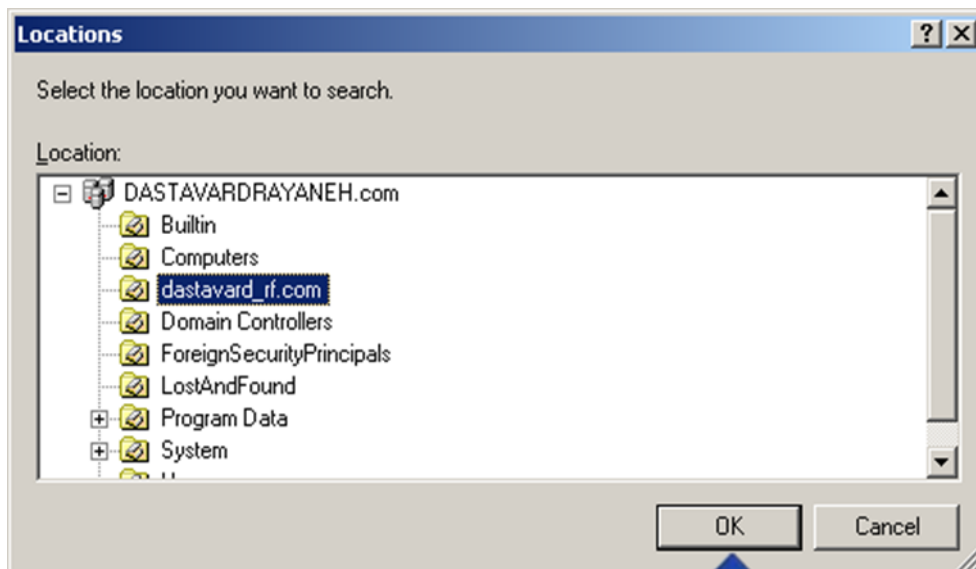 Locations
Select the location you want to search.
Location:
DASTAVARDRAYANEH.com
Builtin
Computers
dastavard_rf.com
Domain Controllers
ForeignSecurityPrincipals
LostAndFound
Program Data
System
OK Cancel